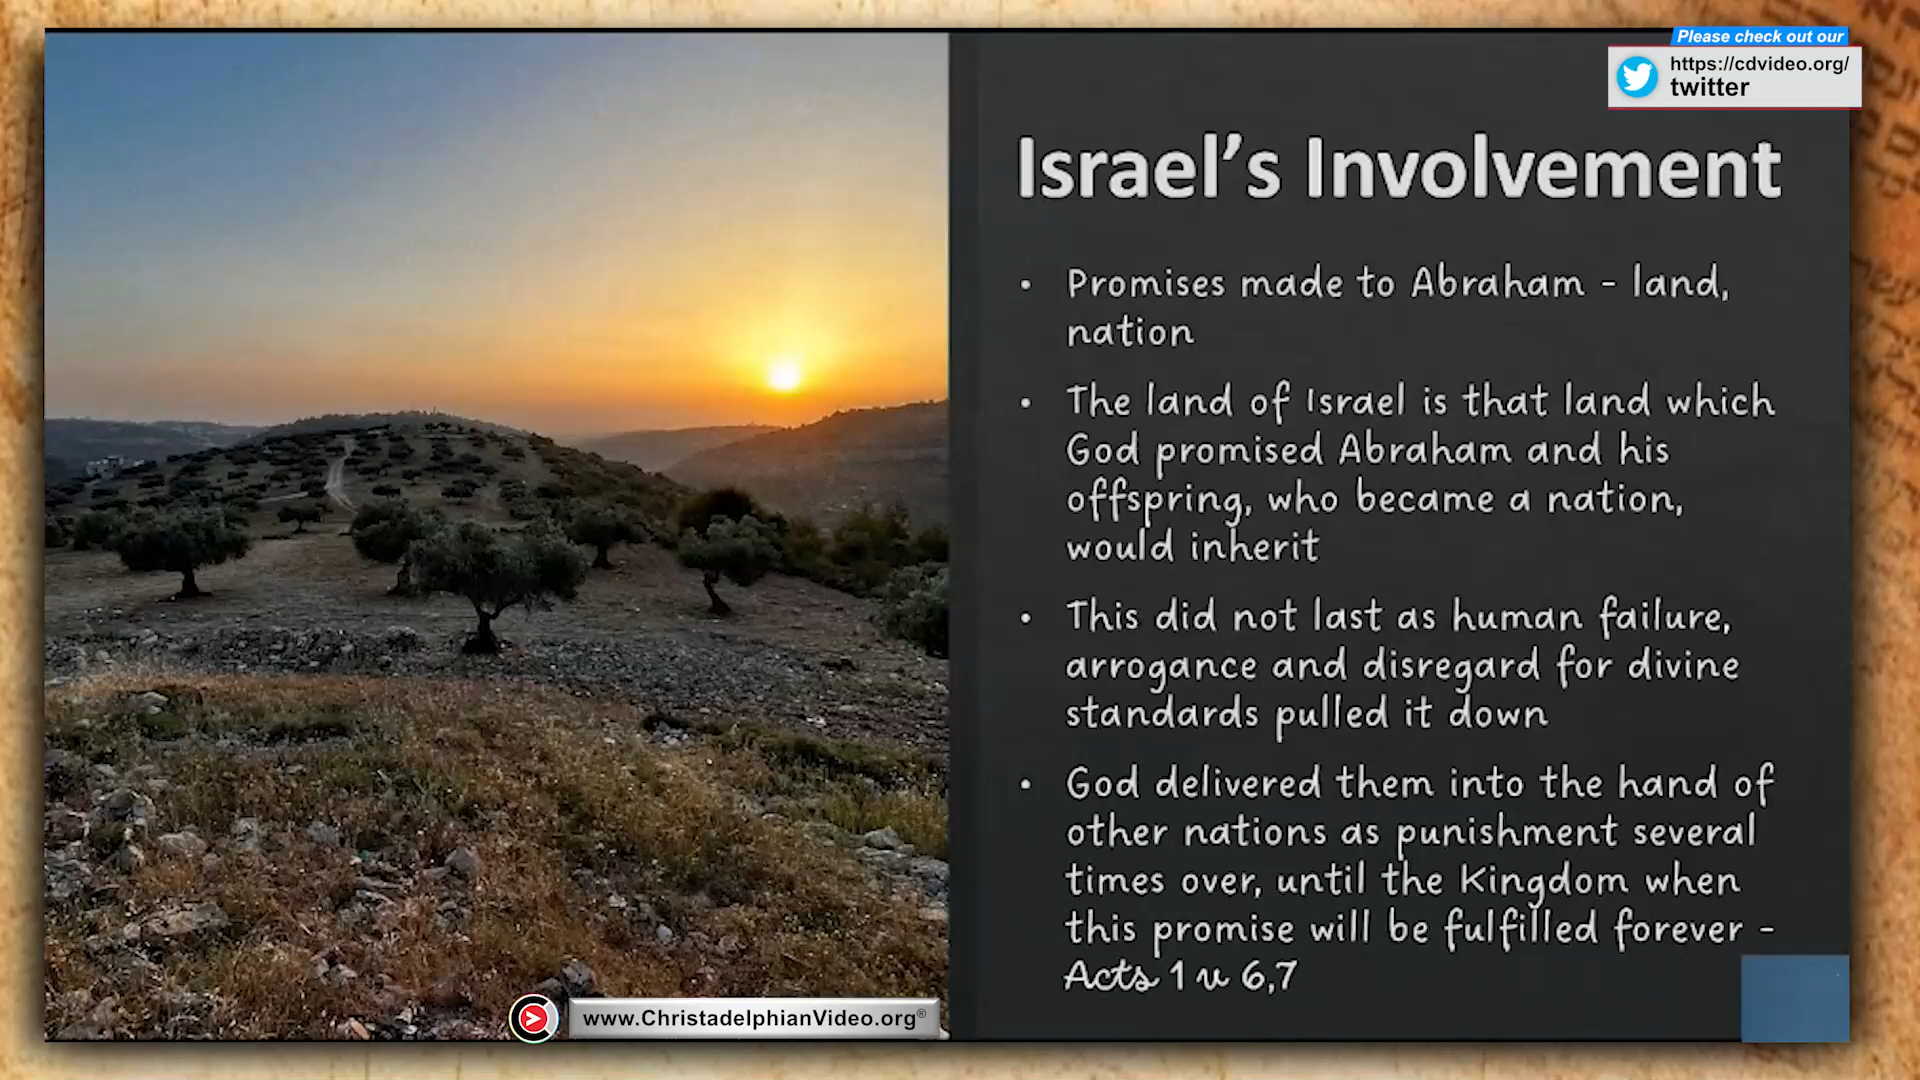 Please check out our
https://cdvideo.org/
twitter
Israel’s Involvement
• Promises made to Abraham - land,
nation
• The land of Israel is that land which
God promised Abraham and his
offspring, who became a nation,
would inherit
• This did not last as human failure,
arrogance and disregard for divine
standards pulled it down
• God delivered them into the hand of
other nations as punishment several
times over, until the Kingdom when
this promise will be fulfilled forever -
Acts 1 v 6,7
www.ChristadelphianVideo.org®